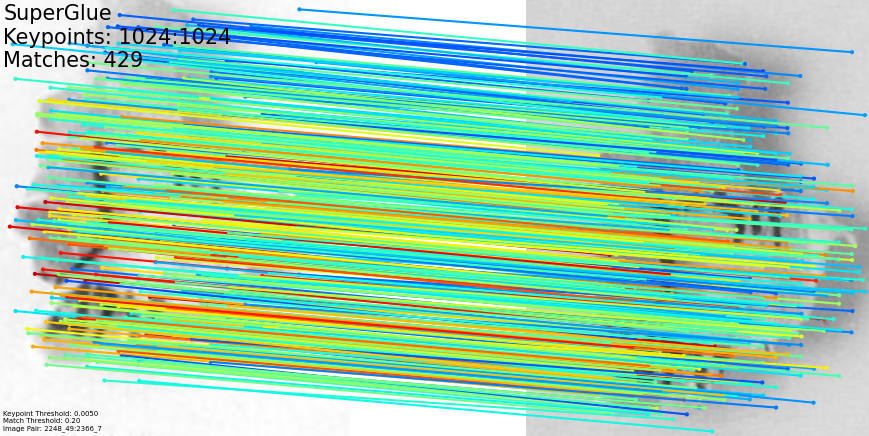 SuperGlue
Keypoints: 1024:1024
Matches: 429
Keypoint Threshold: 0.0050
Match Threshold: 0.20
Image Pair: 2248_49:2366_7